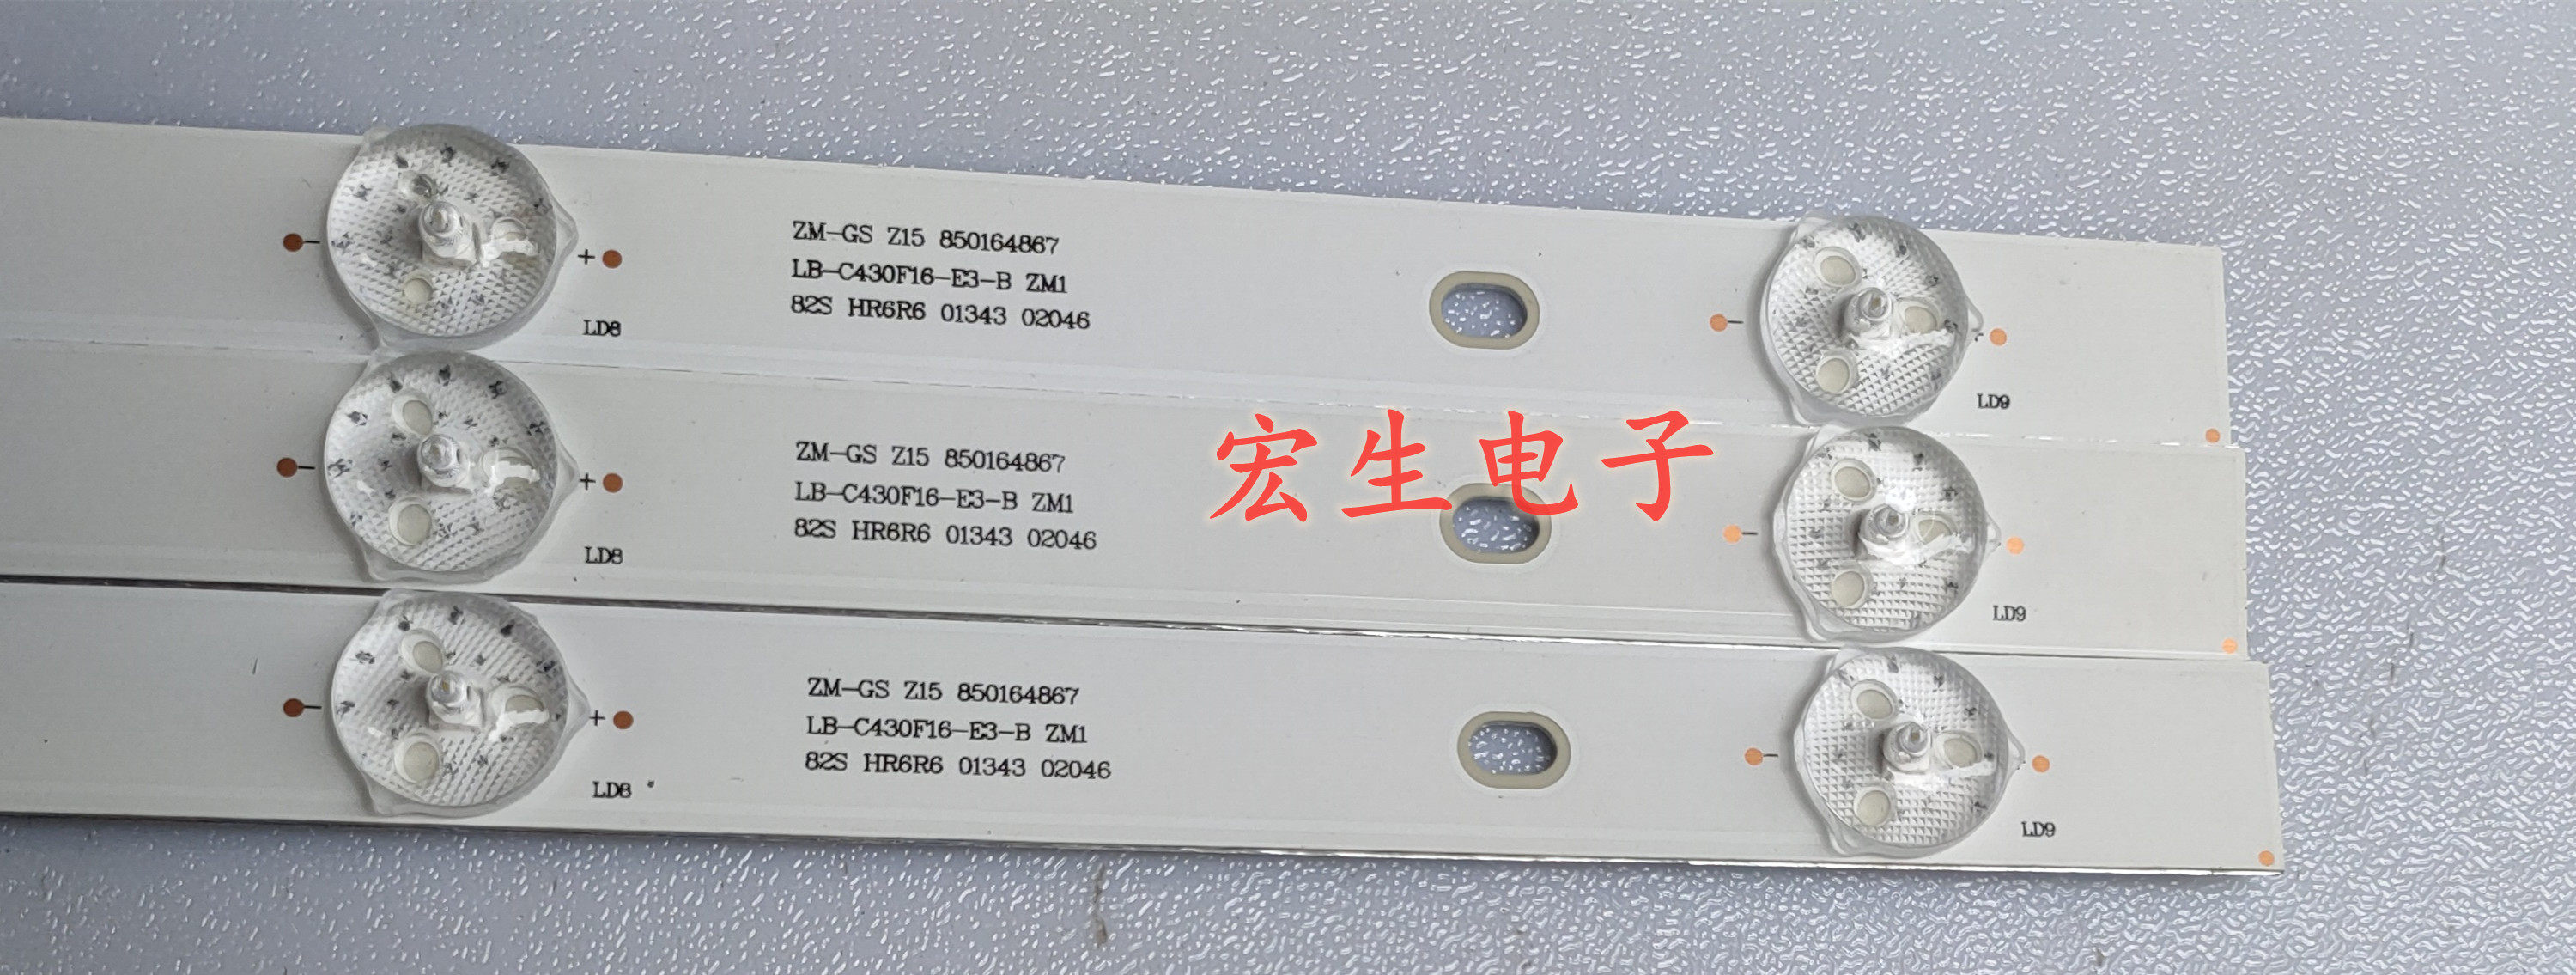 ZM-GS Z15 850164867
LB-C430F16-E3-B ZM1
82S HR6R6 01343 02046
LD8
LD9
ZM-GS Z15 850164867
LB-C430F16-E3-B ZM1
82S HR6R6 01343 02046
LD8
LD9
宏生电子
ZM-GS Z15 850164867
LB-C430F16-E3-B ZM1
82S HR6R6 01343 02046
LD8
LD9